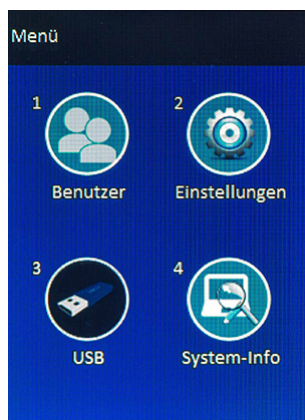 Menü
1
2
Benutzer
Einstellungen
3
4
USB
System-Info